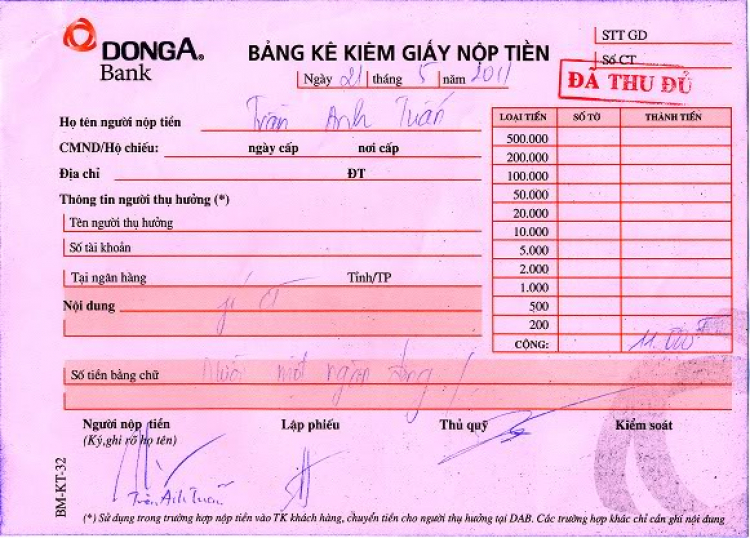 DONGA
Bank
BẢNG KÊ KIÊM GIẤY NỘP TIỀN
Ngày 21 tháng 5 năm 2011
STT GD
Số CT
ĐÃ THU ĐỦ
Họ tên người nộp tiền Trần Anh Tuấn
CMND/Hộ chiếu: ngày cấp nơi cấp
Địa chỉ ĐT
Thông tin người thụ hưởng (*)
Tên người thụ hưởng
Số tài khoản
Tại ngân hàng Tỉnh/TP
Nội dung
LOẠI TIỀN SỐ TỜ THÀNH TIỀN
500.000
200.000
100.000
50.000
20.000
10.000
5.000
2.000
1.000
500
200
CỘNG: 11.000
Số tiền bằng chữ Mười một ngàn đồng /
Người nộp tiền Lập phiếu Thủ quỹ Kiểm soát
(Ký,ghi rõ họ tên)
Trần Anh Tuấn
BM-KT-32
(*) Sử dụng trong trường hợp nộp tiền vào TK khách hàng, chuyển tiền cho người thụ hưởng tại DAB. Các trường hợp khác chỉ cần ghi nội dung